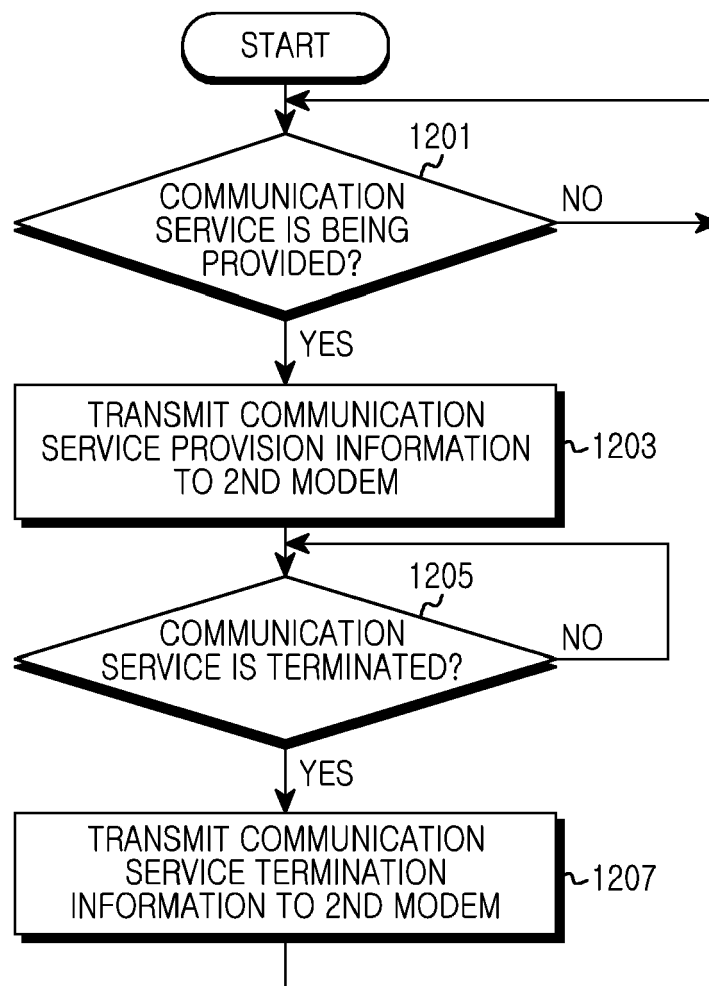 START
1201
COMMUNICATION
SERVICE IS BEING
PROVIDED?
NO
YES
TRANSMIT COMMUNICATION
SERVICE PROVISION INFORMATION
TO 2ND MODEM
1203
1205
COMMUNICATION
SERVICE IS TERMINATED?
NO
YES
TRANSMIT COMMUNICATION
SERVICE TERMINATION
INFORMATION TO 2ND MODEM
1207